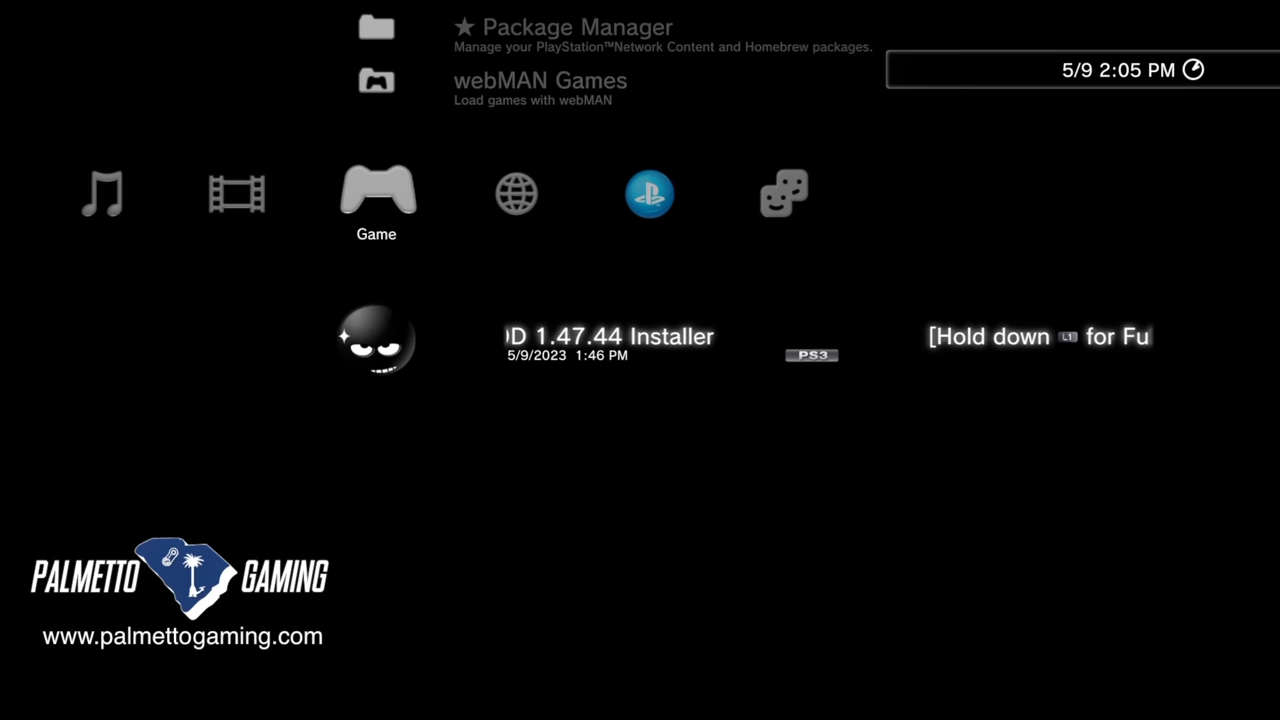 ★ Package Manager
Manage your PlayStation™Network Content and Homebrew packages.
webMAN Games
Load games with webMAN
5/9 2:05 PM
Game
D 1.47.44 Installer
[Hold down L1 for Fu
5/9/2023 1:46 PM
PS3
PALMETTO GAMING
www.palmettogaming.com